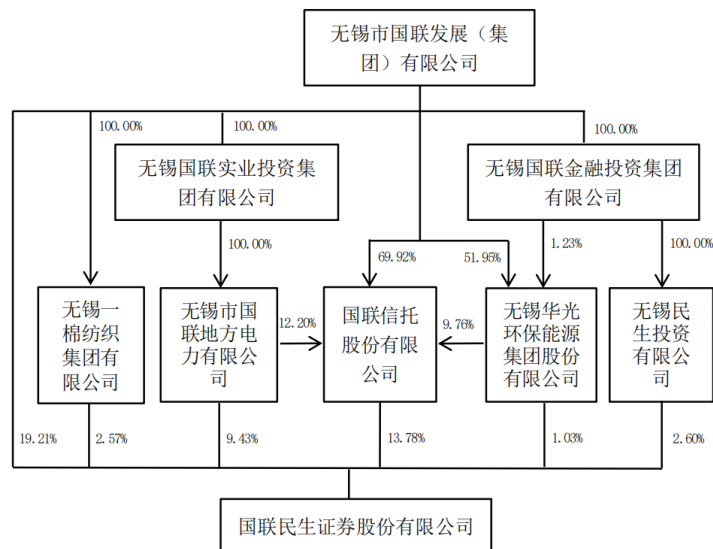 无锡市国联发展（集
团）有限公司
100.00%
100.00%
100.00%
无锡国联实业投资集
团有限公司
无锡国联金融投资集团
有限公司
100.00%
69.92%
51.95%
1.23%
100.00%
无锡一
棉纺织
集团有
限公司
无锡市国
联地方电
力有限公
司
12.20%
国联信托
股份有限
公司
9.76%
无锡华光
环保能源
集团股份
有限公司
无锡民
生投资
有限公
司
19.21%
2.57%
9.43%
13.78%
1.03%
2.60%
国联民生证券股份有限公司